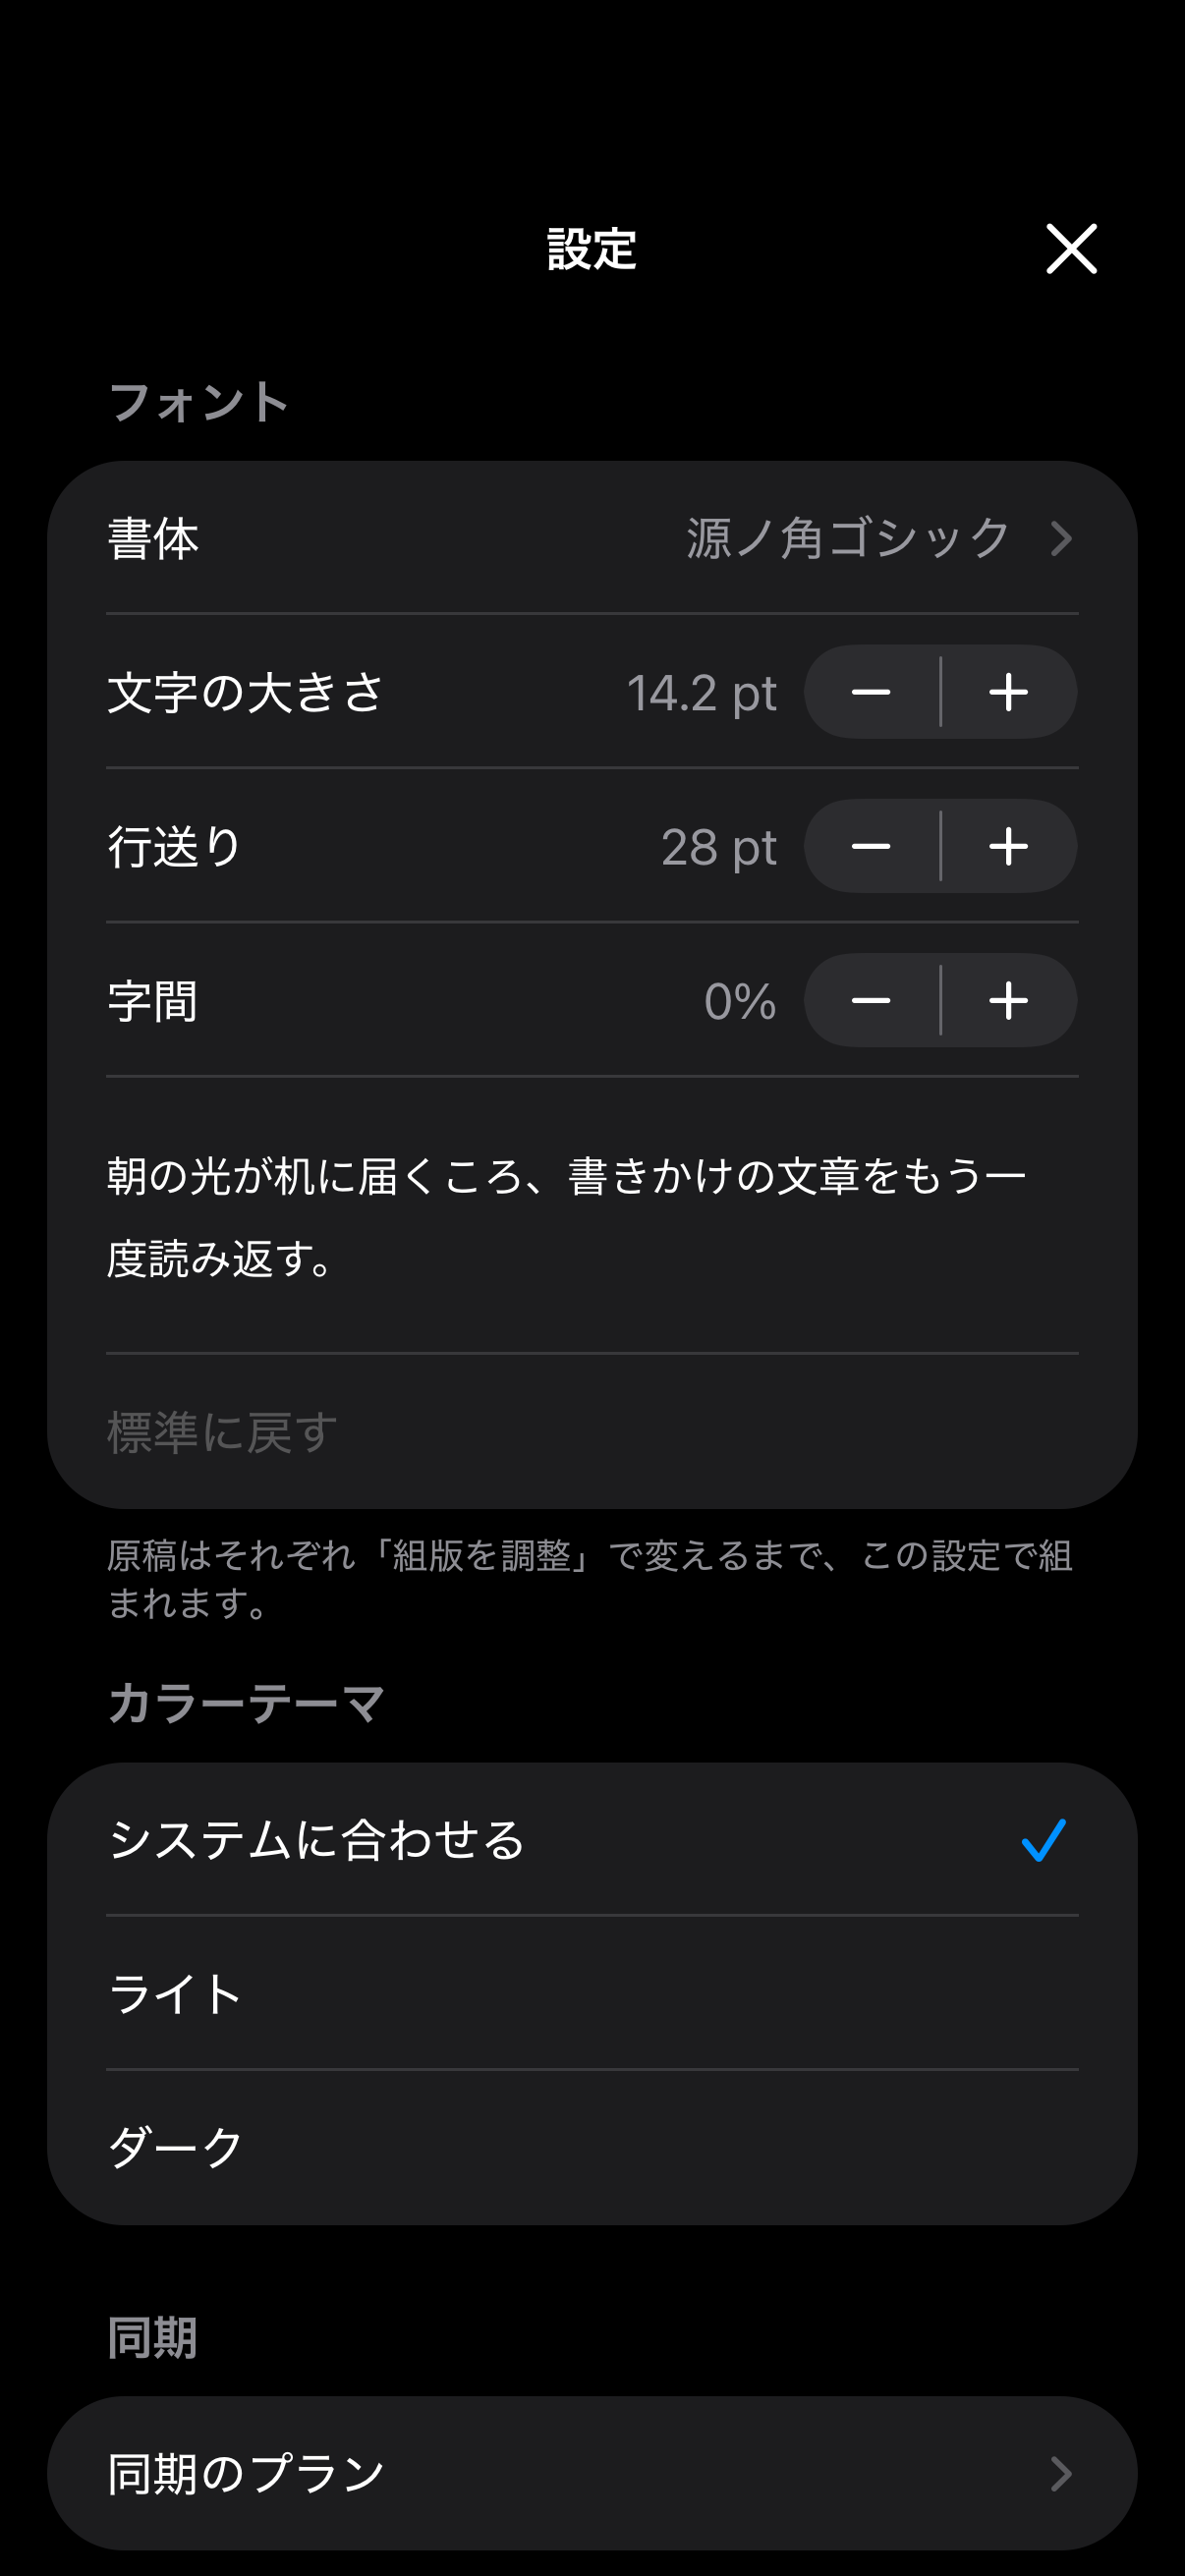 設定
フォント
書体 源ノ角ゴシック
文字の大きさ 14.2 pt
行送り 28 pt
字間 0%
朝の光が机に届くころ、書きかけの文章をもう一
度読み返す。
標準に戻す
原稿はそれぞれ「組版を調整」で変えるまで、この設定で組
まれます。
カラーテーマ
システムに合わせる
ライト
ダーク
同期
同期のプラン